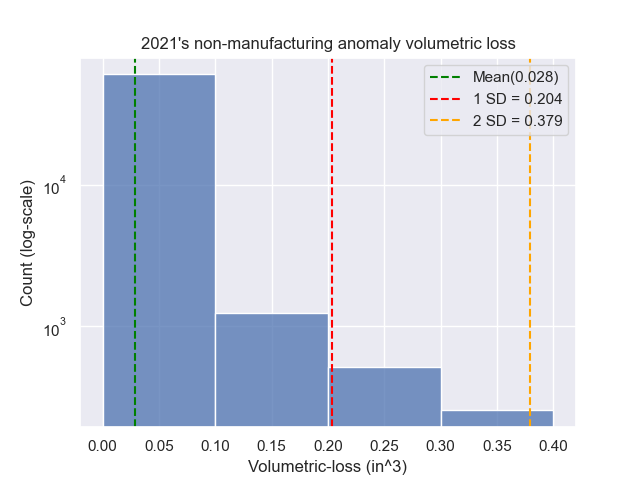 2021's non-manufacturing anomaly volumetric loss
Mean(0.028)
1 SD = 0.204
2 SD = 0.379
Count (log-scale)
10^4
10^3
0.00 0.05 0.10 0.15 0.20 0.25 0.30 0.35 0.40
Volumetric-loss (in^3)